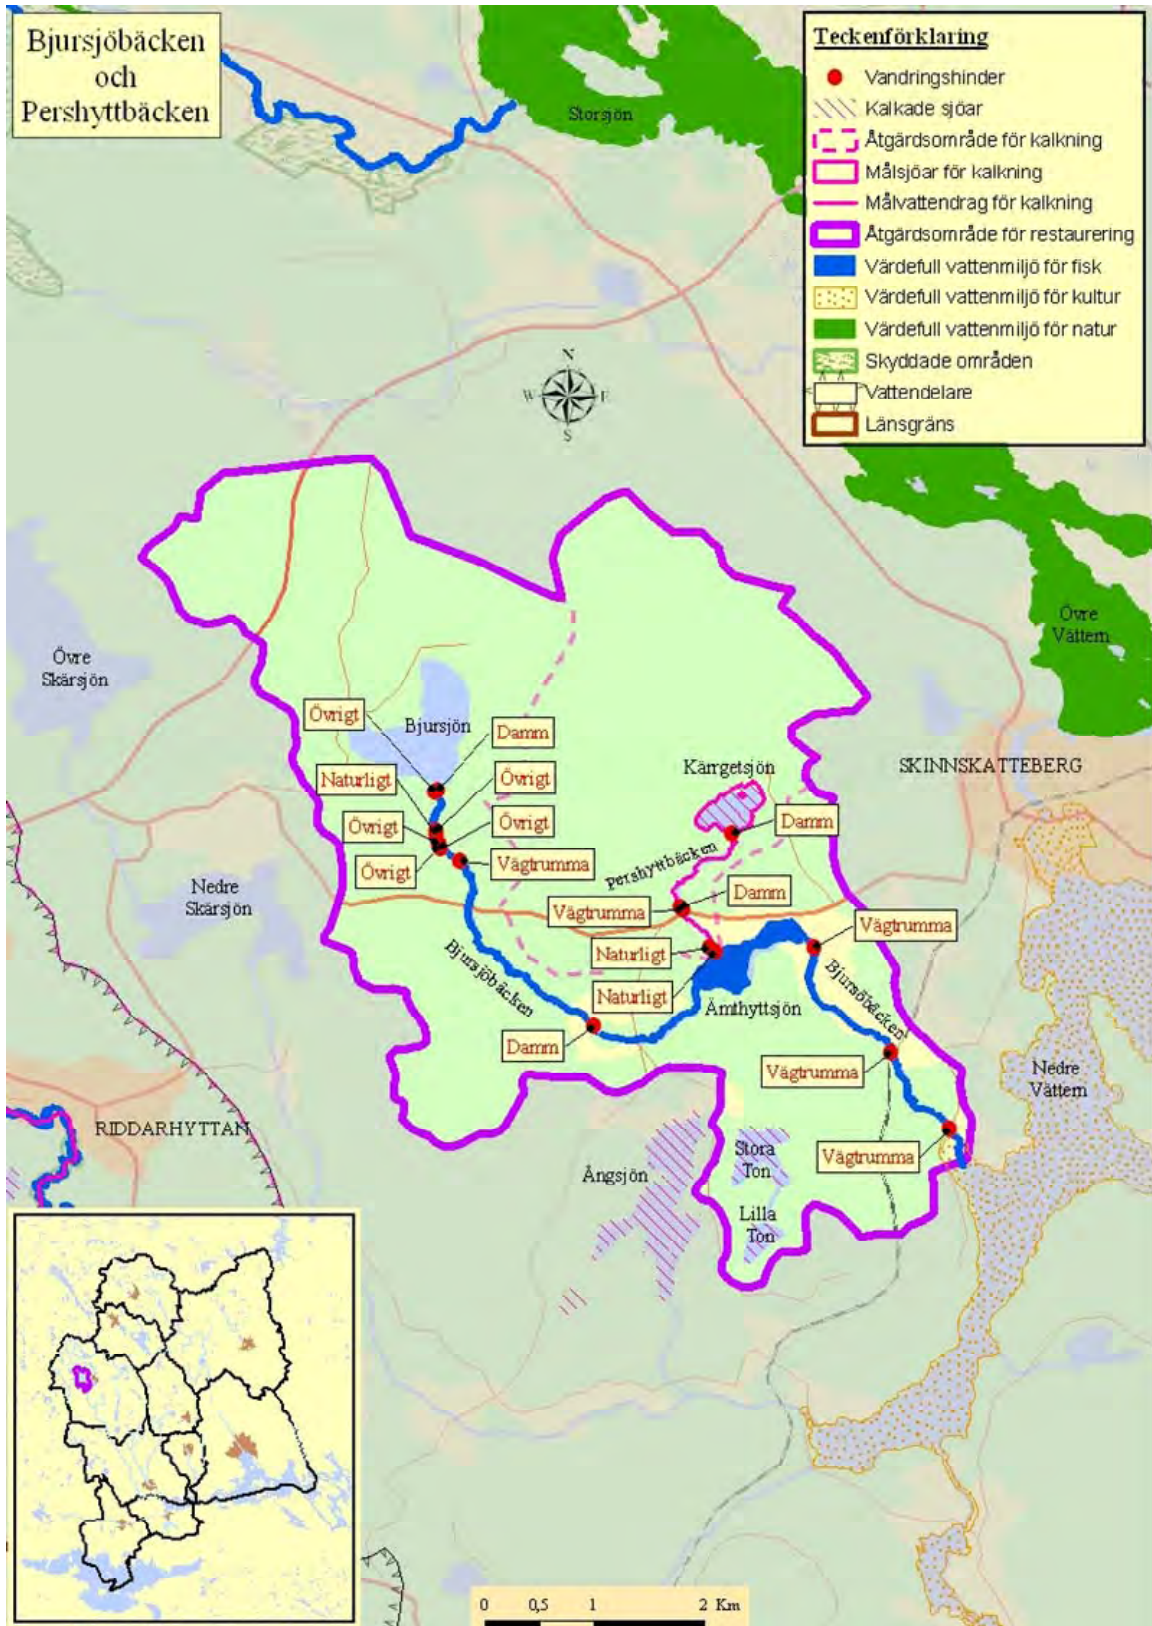 Bjursjöbäcken
och
Pershyttbäcken
Teckenförklaring
Vandringshinder
Kalkade sjöar
Åtgärdsområde för kalkning
Målsjöar för kalkning
Målvattendrag för kalkning
Åtgärdsområde för restaurering
Värdefull vattenmiljö för fisk
Värdefull vattenmiljö för kultur
Värdefull vattenmiljö för natur
Skyddade områden
Vattendelare
Länsgräns
Storsjön
N
W E
S
Övre
Vättern
Övre
Skärsjön
Övrigt
Bjursjön
Damm
Naturligt
Övrigt
Kärrgetsjön
SKINNSKATTEBERG
Övrigt
Övrigt
Damm
Övrigt
Vägtrumma
Pershyttbäcken
Nedre
Skärsjön
Damm
Vägtrumma
Vägtrumma
Naturligt
Bjursjöbäcken
Naturligt
Ämthyttsjön
Bjursöbäcken
Damm
Vägtrumma
Nedre
Vättern
RIDDARHYTTAN
Vägtrumma
Stora
Ton
Ångsjön
Lilla
Ton
0 0,5 1 2 Km